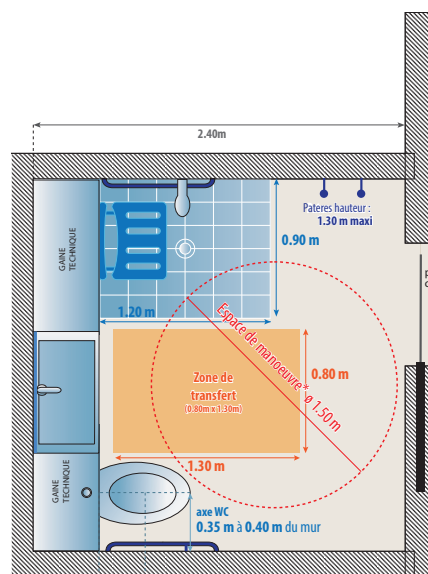 2.40m
Pateres hauteur :
1.30 m maxi
GAINE
TECHNIQUE
0.90 m
1.20 m
Espace de manoeuvre* ø 1.50m
Zone de
transfert
(0.80m x 1.30m)
0.80 m
1.30 m
GAINE
TECHNIQUE
axe WC
0.35 m à 0.40 m du mur